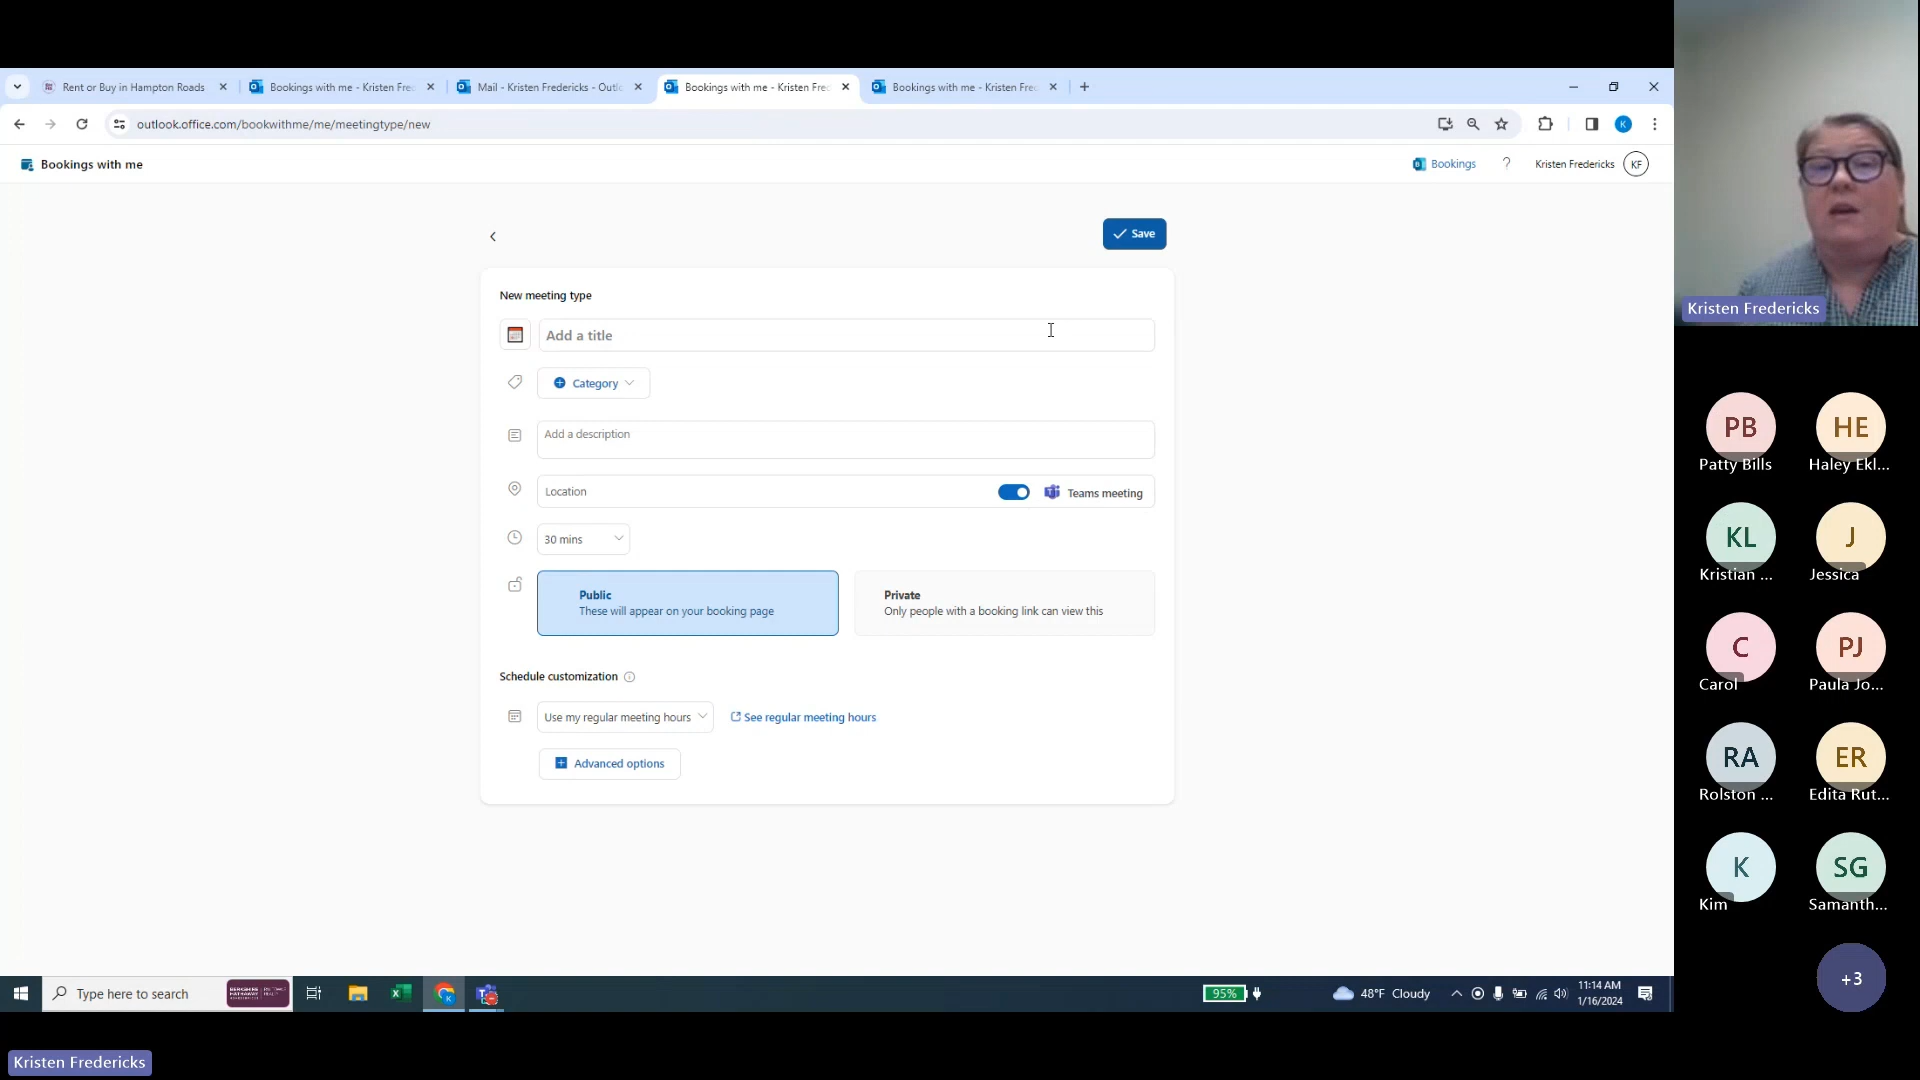 Rent or Buy in Hampton Roads
Bookings with me - Kristen Fre
Mail - Kristen Fredericks - Outlo
Bookings with me - Kristen Fre
Bookings with me - Kristen Fre
outlook.office.com/bookwithme/me/meetingtype/new
K
Bookings with me
Bookings
?
Kristen Fredericks
KF
Save
New meeting type
Add a title
Category
Add a description
Location
Teams meeting
30 mins
Public
These will appear on your booking page
Private
Only people with a booking link can view this
Schedule customization
Use my regular meeting hours
See regular meeting hours
Advanced options
Type here to search
95%
48°F Cloudy
11:14 AM
1/16/2024
Kristen Fredericks
PB
Patty Bills
HE
Haley Ekl...
KL
Kristian ...
J
Jessica
C
Carol
PJ
Paula Jo...
RA
Rolston ...
ER
Edita Rut...
K
Kim
SG
Samanth...
+3
Kristen Fredericks